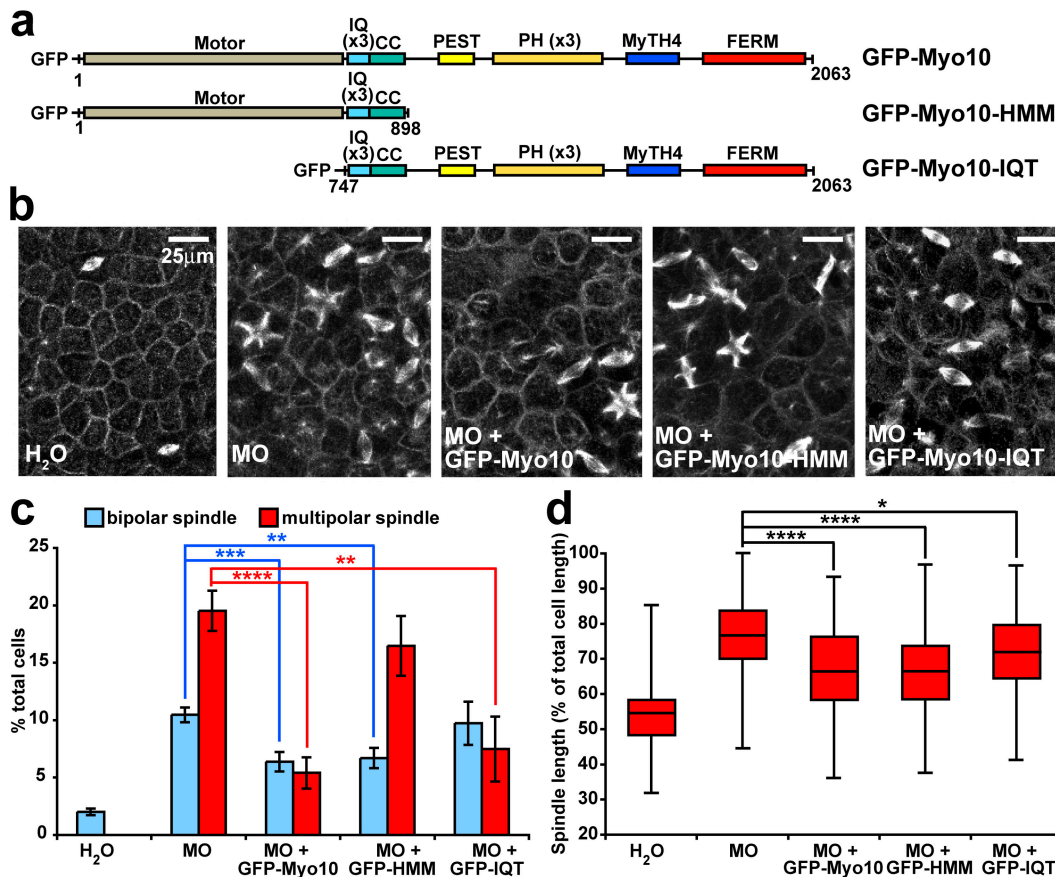 a
IQ
(x3) CC
Motor
PEST
PH (x3)
MyTH4
FERM
GFP
1
2063
GFP-Myo10
IQ
(x3) CC
Motor
GFP
1
898
GFP-Myo10-HMM
IQ
(x3) CC
PEST
PH (x3)
MyTH4
FERM
GFP
747
2063
GFP-Myo10-IQT
b
25µm
H2O
MO
MO +
GFP-Myo10
MO +
GFP-Myo10-HMM
MO +
GFP-Myo10-IQT
c
bipolar spindle multipolar spindle
% total cells
25
20
15
10
5
0
**
***
**
****
H2O
MO
MO +
GFP-Myo10
MO +
GFP-HMM
MO +
GFP-IQT
d
Spindle length (% of total cell length)
100
90
80
70
60
50
40
30
20
*
****
****
H2O
MO
MO +
GFP-Myo10
MO +
GFP-HMM
MO +
GFP-IQT